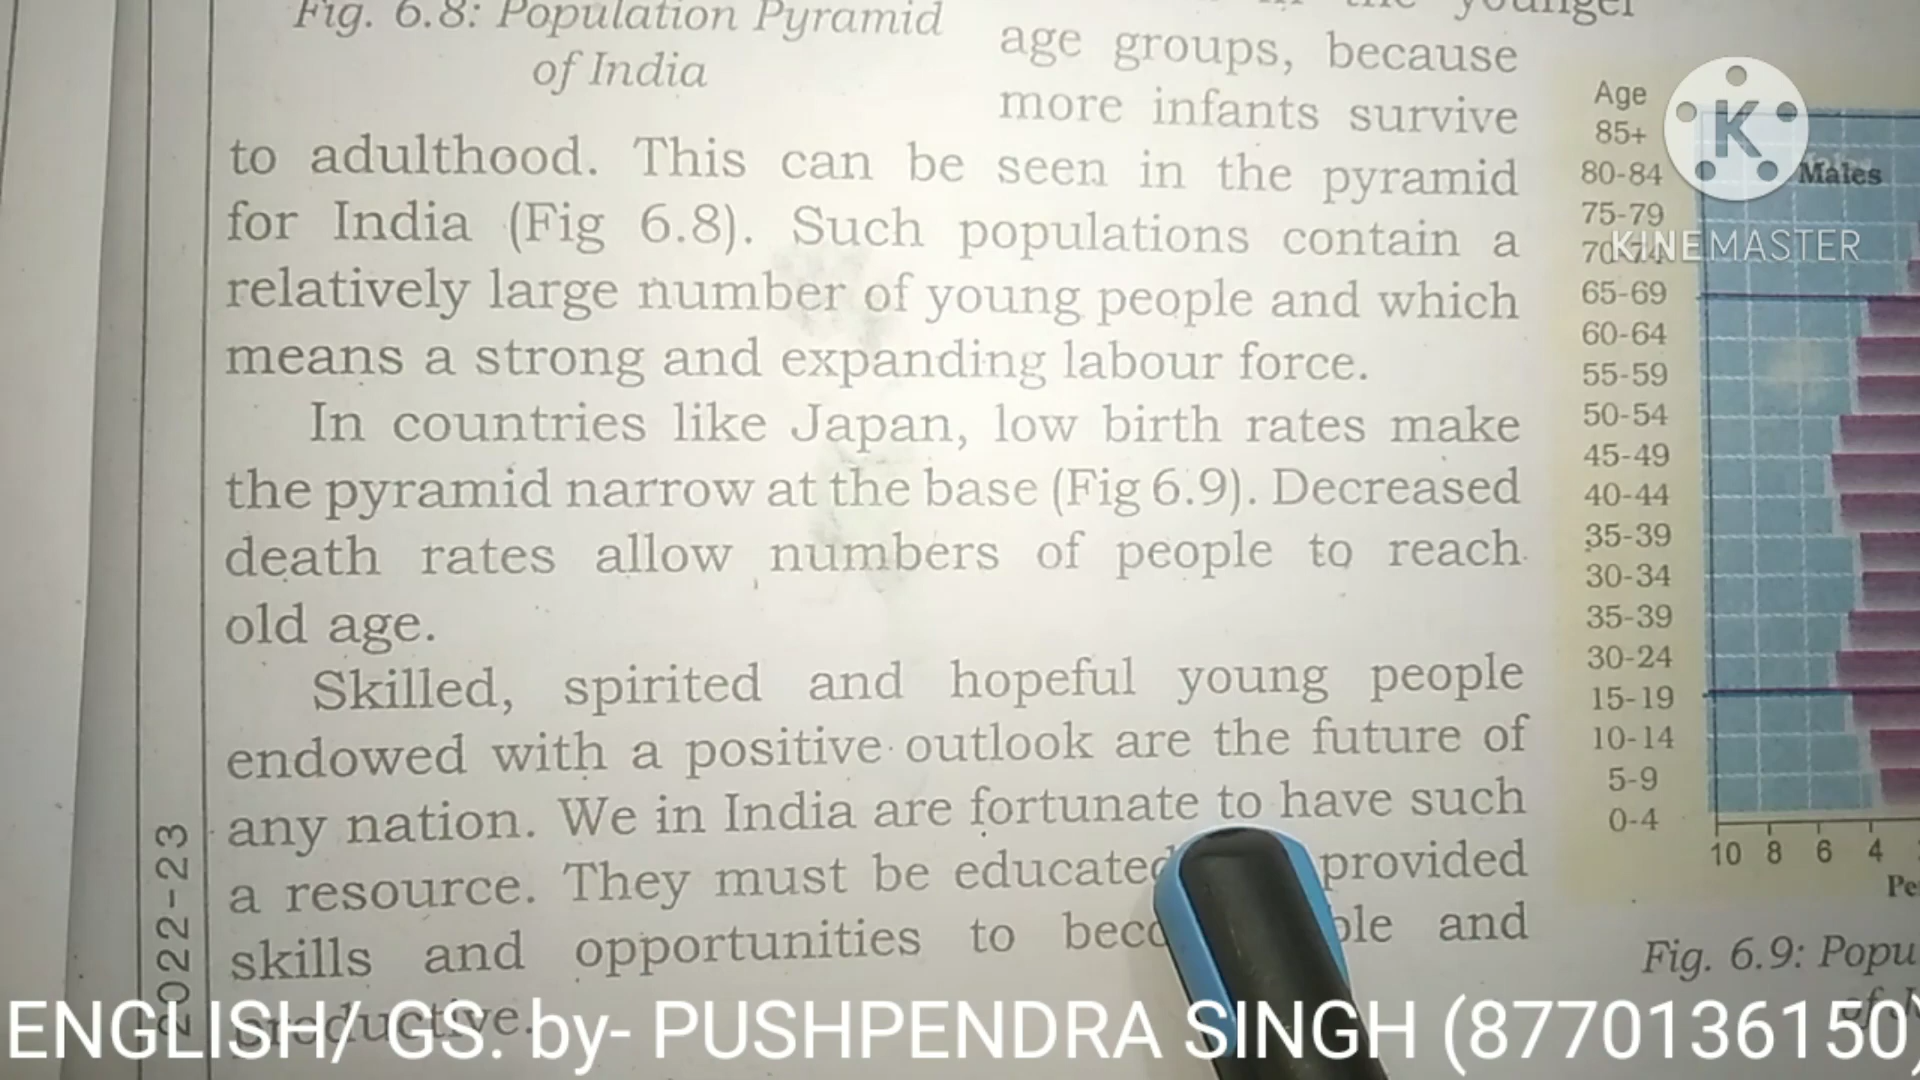 Fig. 6.8: Population Pyramid
of India
younger
age groups, because
more infants survive
to adulthood. This can be seen in the pyramid
for India (Fig 6.8). Such populations contain a
relatively large number of young people and which
means a strong and expanding labour force.
In countries like Japan, low birth rates make
the pyramid narrow at the base (Fig 6.9). Decreased
death rates allow numbers of people to reach
old age.
Skilled, spirited and hopeful young people
endowed with a positive outlook are the future of
any nation. We in India are fortunate to have such
a resource. They must be educated provided
skills and opportunities to and
productive.
2022-23
Age
85+
80-84
75-79
70-74
65-69
60-64
55-59
50-54
45-49
40-44
35-39
30-34
35-39
30-24
15-19
10-14
5-9
0-4
Males
10 8 6 4
Fig. 6.9:
K
KINEMASTER
ENGLISH/ GS. by- PUSHPENDRA SINGH (8770136150)